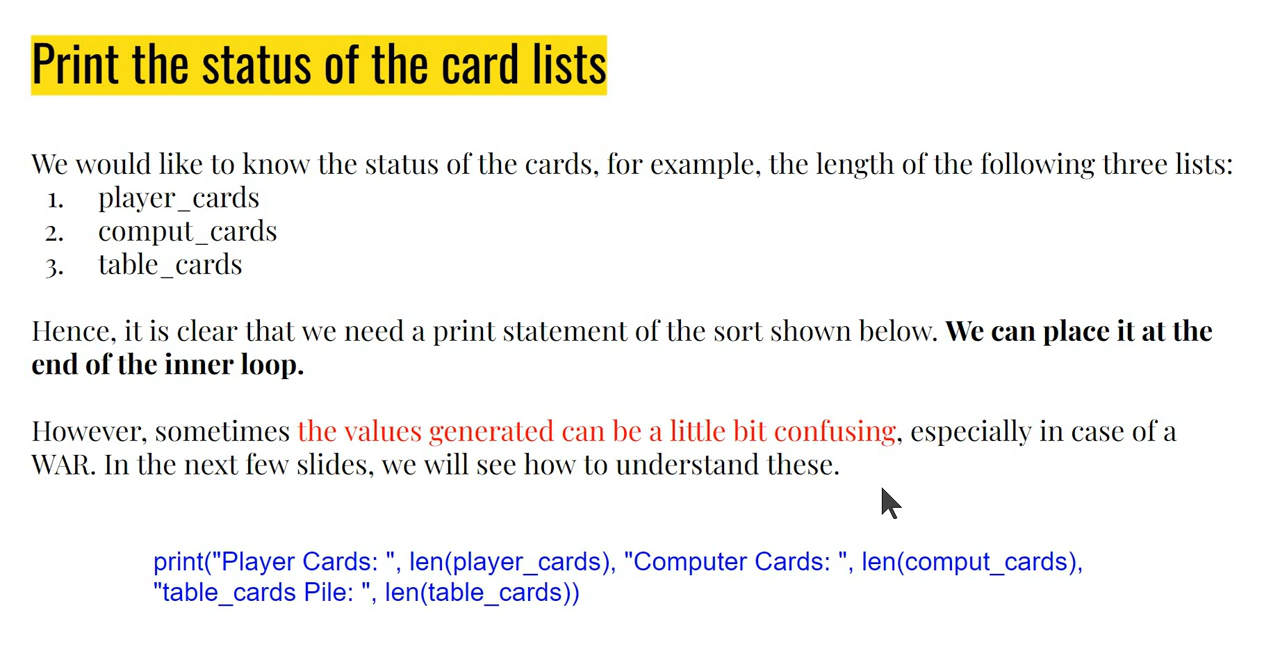 Print the status of the card lists
We would like to know the status of the cards, for example, the length of the following three lists:
1. player_cards
2. comput_cards
3. table_cards
Hence, it is clear that we need a print statement of the sort shown below. We can place it at the
end of the inner loop.
However, sometimes the values generated can be a little bit confusing, especially in case of a
WAR. In the next few slides, we will see how to understand these.
print("Player Cards: ", len(player_cards), "Computer Cards: ", len(comput_cards),
"table_cards Pile: ", len(table_cards))